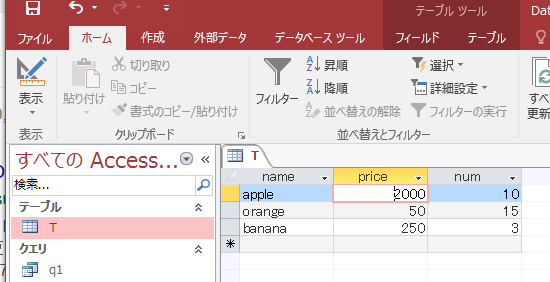 テーブル ツール
Dat
ファイル ホーム 作成 外部データ データベース ツール フィールド テーブル
表示
表示
貼り付け
切り取り
コピー
書式のコピー/貼り付け
クリップボード
フィルター
昇順
降順
並べ替えの解除
選択
詳細設定
フィルターの実行
並べ替えとフィルター
すべ
更新
すべての Access...
検索...
テーブル
T
クエリ
q1
T
name price num
apple 2000 10
orange 50 15
banana 250 3